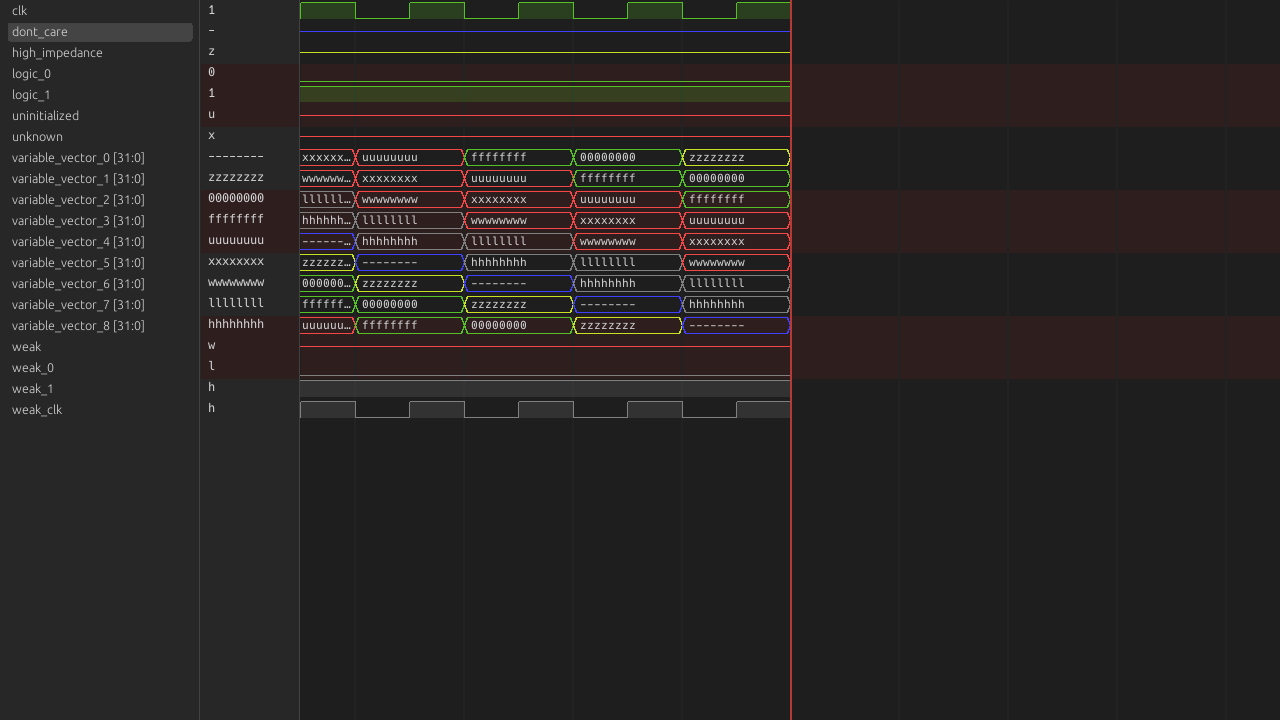 clk 1
dont_care -
high_impedance z
logic_0 0
logic_1 1
uninitialized u
unknown x
variable_vector_0 [31:0] -------- xxxxxx… uuuuuuuu ffffffff 00000000 zzzzzzzz
variable_vector_1 [31:0] zzzzzzzz wwwwww… xxxxxxxx uuuuuuuu ffffffff 00000000
variable_vector_2 [31:0] 00000000 llllll… wwwwwwww xxxxxxxx uuuuuuuu ffffffff
variable_vector_3 [31:0] ffffffff hhhhhh… llllllll wwwwwwww xxxxxxxx uuuuuuuu
variable_vector_4 [31:0] uuuuuuuu ------… hhhhhhhh llllllll wwwwwwww xxxxxxxx
variable_vector_5 [31:0] xxxxxxxx zzzzzz… -------- hhhhhhhh llllllll wwwwwwww
variable_vector_6 [31:0] wwwwwwww 000000… zzzzzzzz -------- hhhhhhhh llllllll
variable_vector_7 [31:0] llllllll ffffff… 00000000 zzzzzzzz -------- hhhhhhhh
variable_vector_8 [31:0] hhhhhhhh uuuuuu… ffffffff 00000000 zzzzzzzz --------
weak w
weak_0 l
weak_1 h
weak_clk h